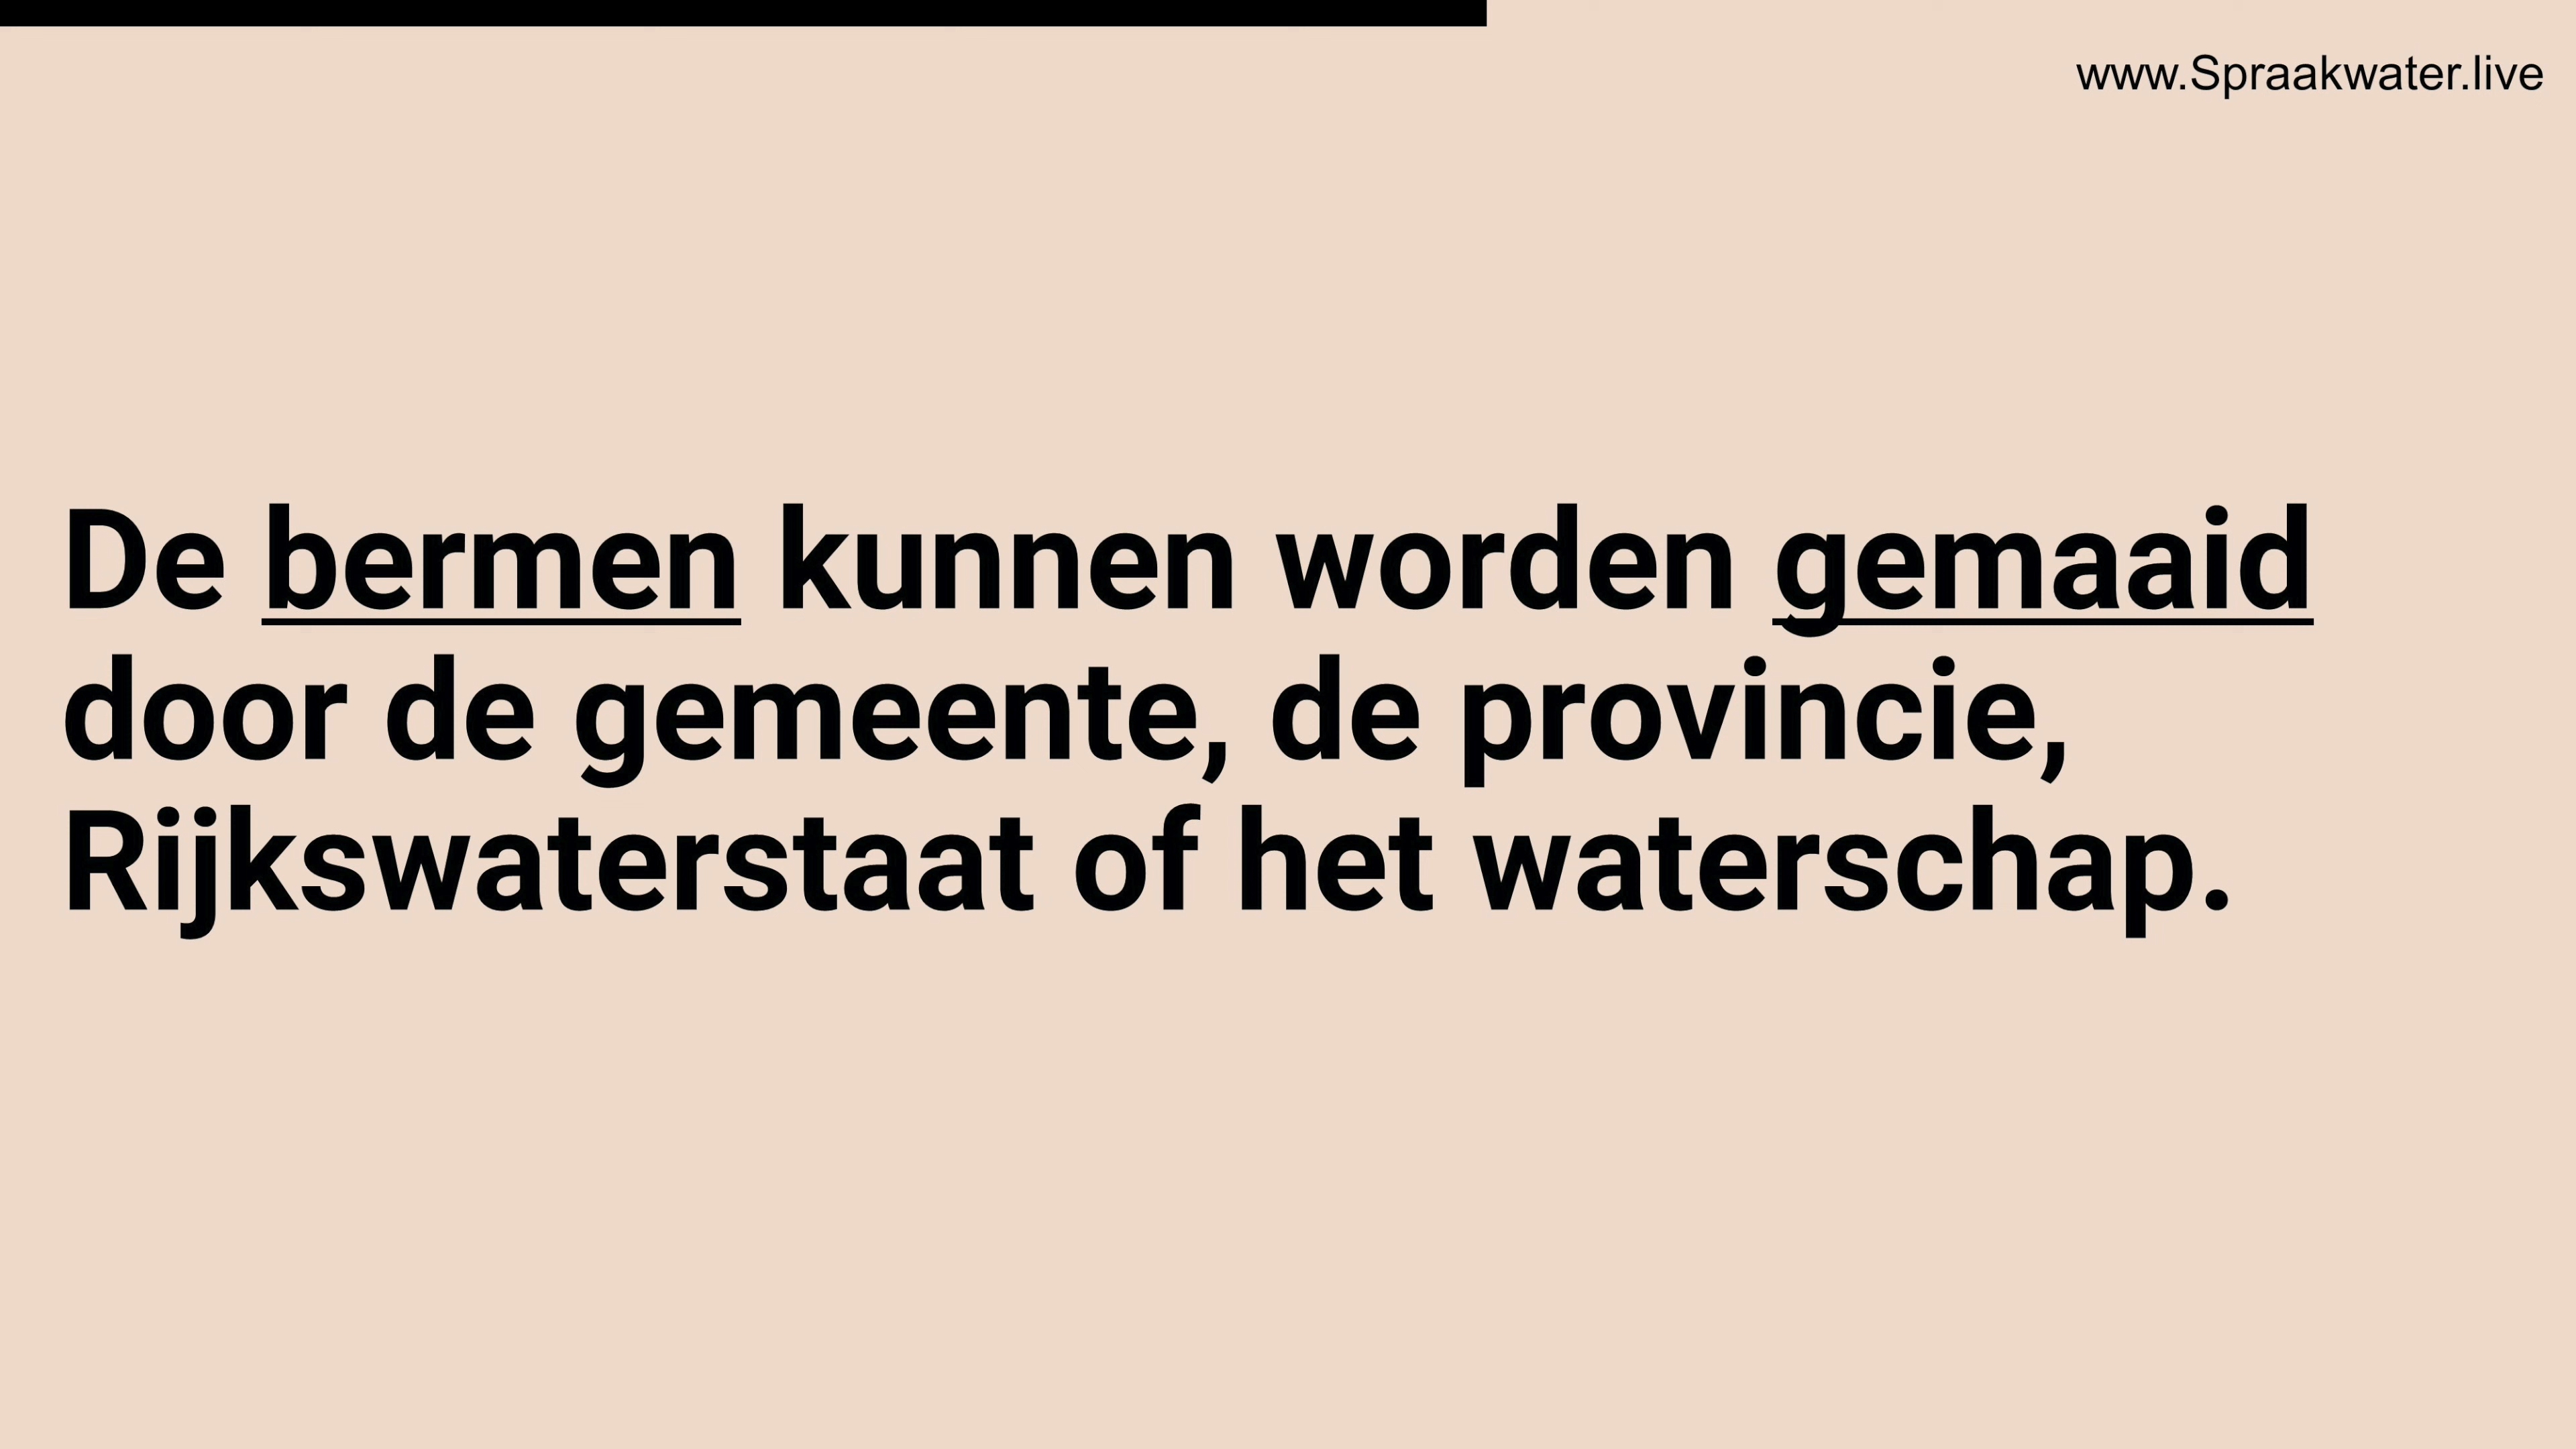 www.Spraakwater.live
De bermen kunnen worden gemaaid
door de gemeente, de provincie,
Rijkswaterstaat of het waterschap.